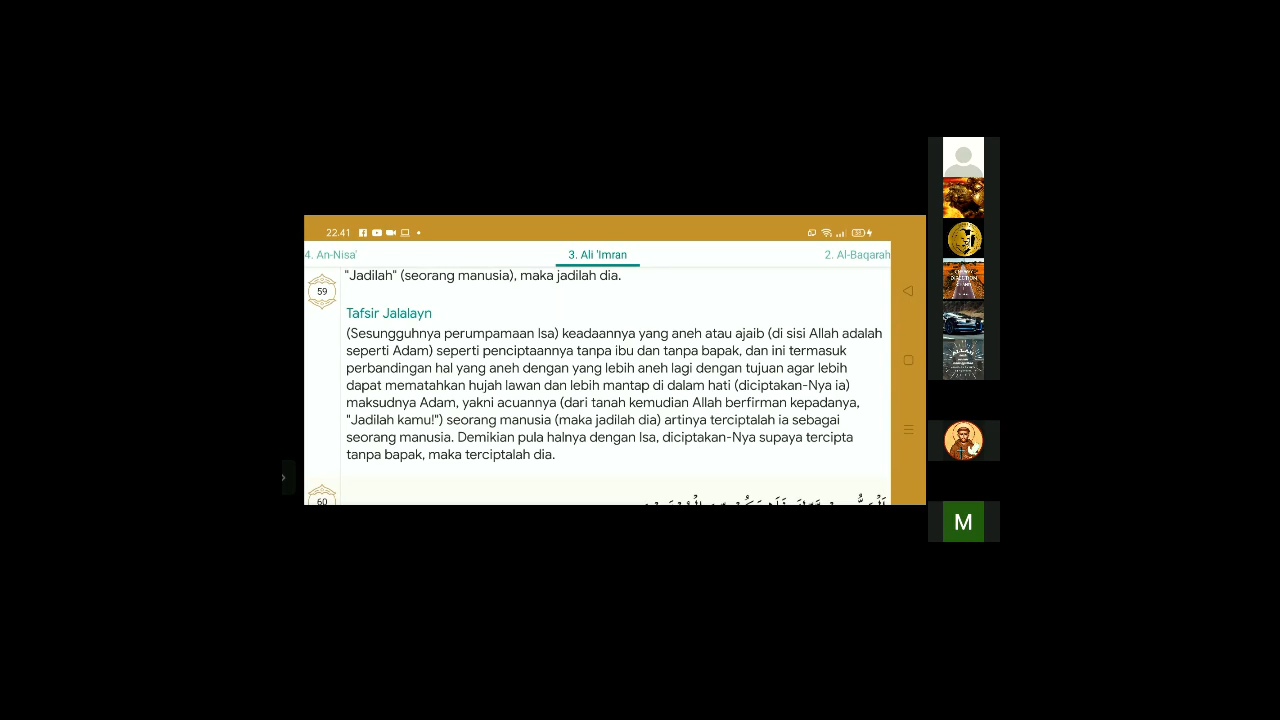 22.41
4. An-Nisa'
3. Ali 'Imran
2. Al-Baqarah
"Jadilah" (seorang manusia), maka jadilah dia.
59
Tafsir Jalalayn
(Sesungguhnya perumpamaan Isa) keadaannya yang aneh atau ajaib (di sisi Allah adalah
seperti Adam) seperti penciptaannya tanpa ibu dan tanpa bapak, dan ini termasuk
perbandingan hal yang aneh dengan yang lebih aneh lagi dengan tujuan agar lebih
dapat mematahkan hujah lawan dan lebih mantap di dalam hati (diciptakan-Nya ia)
maksudnya Adam, yakni acuannya (dari tanah kemudian Allah berfirman kepadanya,
"Jadilah kamu!") seorang manusia (maka jadilah dia) artinya terciptalah ia sebagai
seorang manusia. Demikian pula halnya dengan Isa, diciptakan-Nya supaya tercipta
tanpa bapak, maka terciptalah dia.
60
M